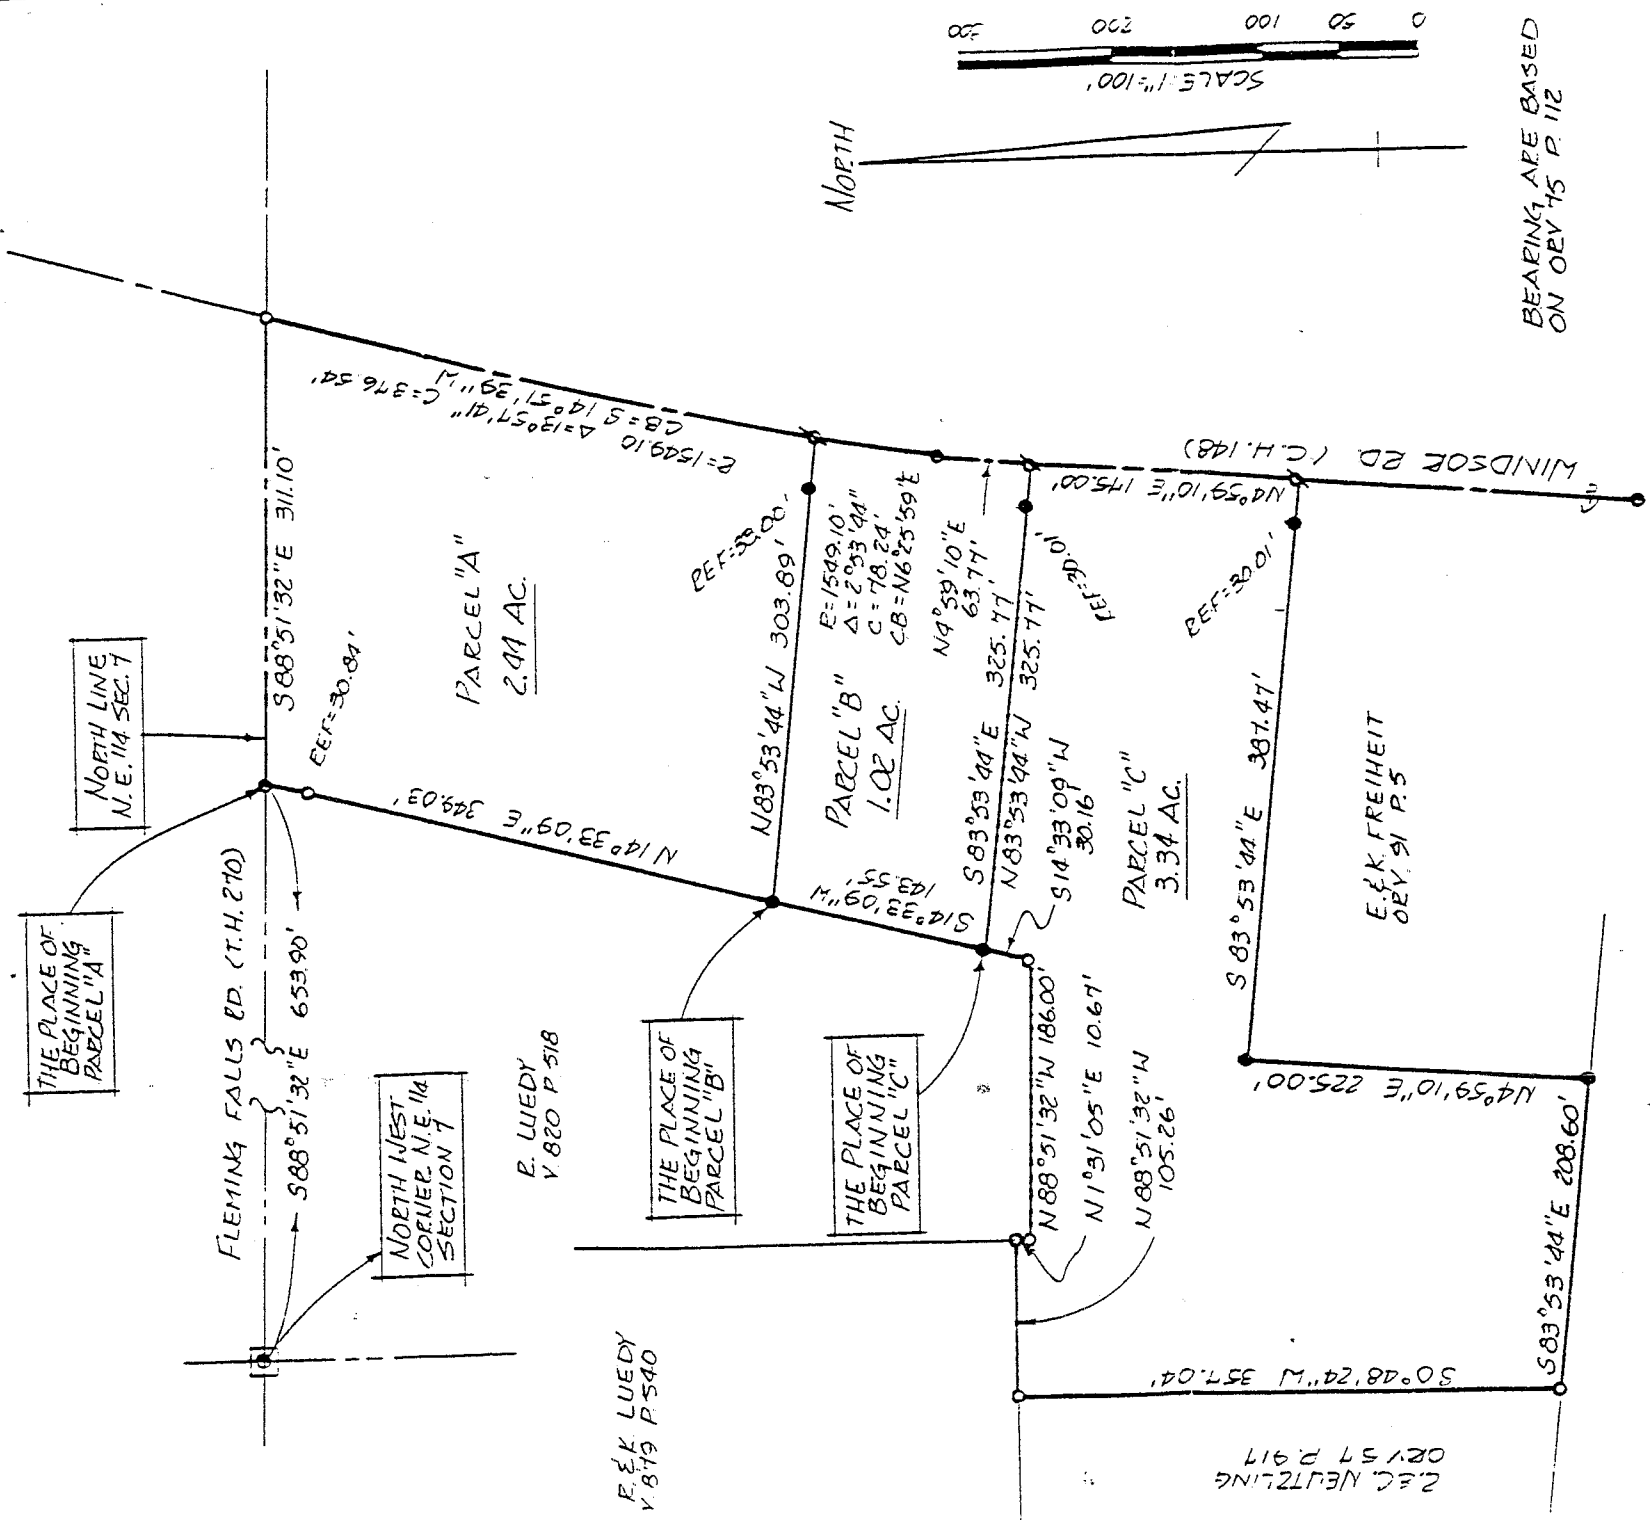 THE PLACE OF
BEGINNING
PARCEL "A"
NORTH LINE
N.E. 1/4 SEC. 7
FLEMING FALLS RD. (T.H. 270)
S88°51'32"E 653.90'
S88°51'32"E 311.10'
REF=30.84'
NORTH WEST
CORNER N.E. 1/4
SECTION 7
N14°33'09"E 349.03'
PARCEL "A"
2.44 AC.
R=1549.10 Δ=13°57'41" C=376.54'
CB=S 14°51'39"W
R. LUEDY
V. 820 P. 518
THE PLACE OF
BEGINNING
PARCEL "B"
N83°53'44"W 303.89'
S14°33'09"W
143.55'
PARCEL "B"
1.02 AC.
R=1549.10'
Δ=2°53'44"
C=78.24'
CB=N6°25'59"E
N4°59'10"E
63.77'
THE PLACE OF
BEGINNING
PARCEL "C"
S83°53'44"E 325.77'
N83°53'44"W 325.77'
REF=30.01'
S14°33'09"W
30.16'
N88°51'32"W 186.00'
N1°31'05"E 10.67'
N88°51'32"W
105.26'
PARCEL "C"
3.34 AC.
N4°59'10"E 175.00'
REF=30.01'
WINDSOR RD. (C.H. 148)
S83°53'44"E 387.47'
N4°59'10"E 225.00'
S83°53'44"E 208.60'
S0°48'24"W 357.04'
E. & K. FREIHEIT
ORV. 91 P. 5
R. & K. LUEDY
V. 879 P. 540
NEUTZLING
ORV 57 P. 917
NORTH
SCALE: 1"=100'
300 200 100 50 0
BEARING ARE BASED
ON ORV 75 P. 112